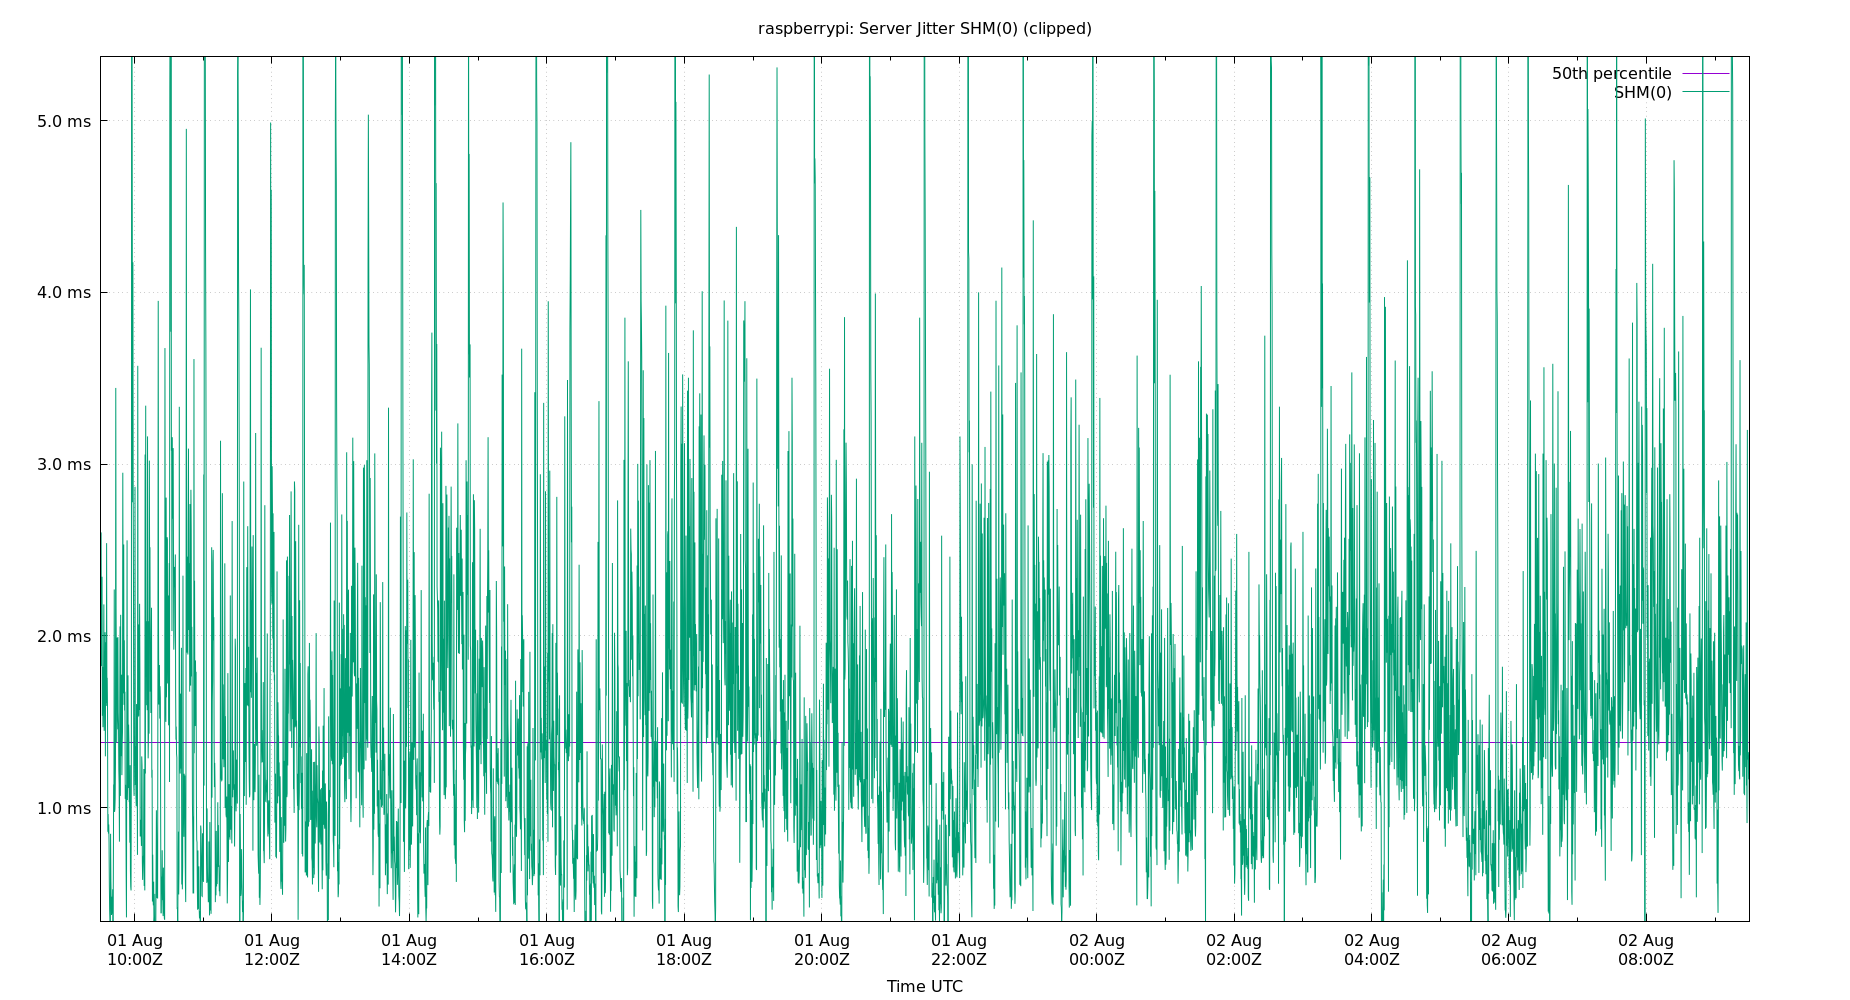 raspberrypi: Server Jitter SHM(0) (clipped)
50th percentile
SHM(0)
5.0 ms
4.0 ms
3.0 ms
2.0 ms
1.0 ms
01 Aug 01 Aug 01 Aug 01 Aug 01 Aug 01 Aug 01 Aug 02 Aug 02 Aug 02 Aug 02 Aug 02 Aug
10:00Z 12:00Z 14:00Z 16:00Z 18:00Z 20:00Z 22:00Z 00:00Z 02:00Z 04:00Z 06:00Z 08:00Z
Time UTC